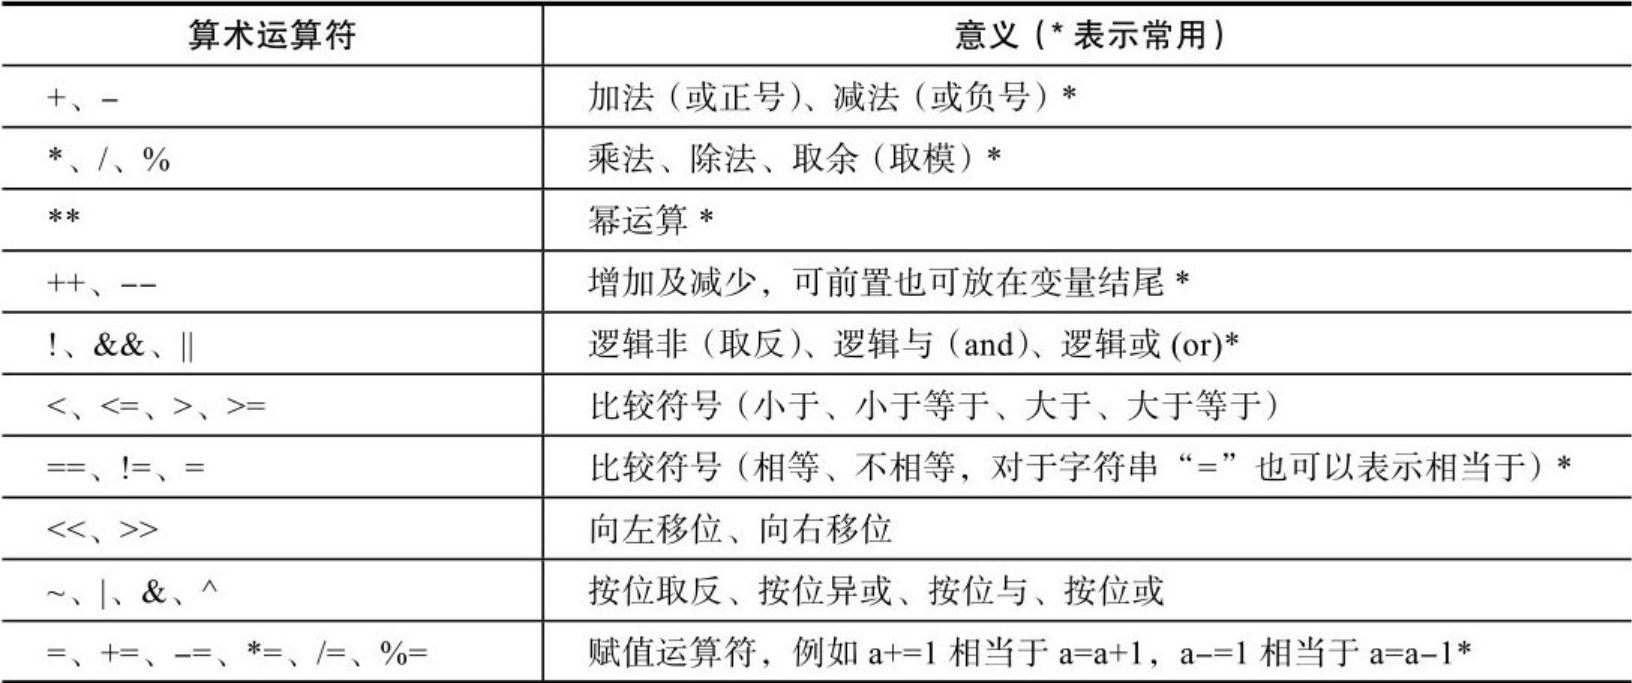 算术运算符 意义（* 表示常用）
+、- 加法（或正号）、减法（或负号）*
*、/、% 乘法、除法、取余（取模）*
** 幂运算 *
++、-- 增加及减少，可前置也可放在变量结尾 *
!、&&、|| 逻辑非（取反）、逻辑与（and）、逻辑或 (or)*
<、<=、>、>= 比较符号（小于、小于等于、大于、大于等于）
==、!=、= 比较符号（相等、不相等，对于字符串“=”也可以表示相当于）*
<<、>> 向左移位、向右移位
~、|、&、^ 按位取反、按位异或、按位与、按位或
=、+=、-=、*=、/=、%= 赋值运算符，例如 a+=1 相当于 a=a+1，a-=1 相当于 a=a-1*